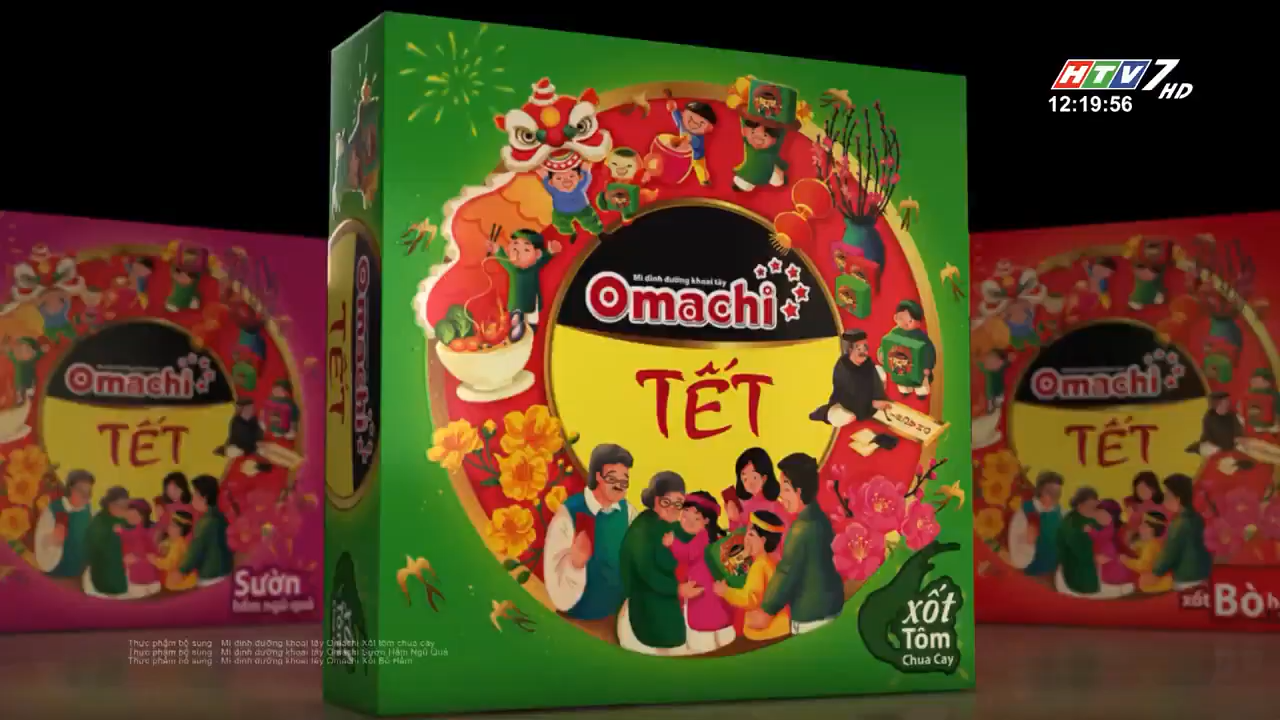 HTV7 HD
12:19:56
Mì dinh dưỡng khoai tây
Omachi
TẾT
xốt
Tôm
Chua Cay
Omachi
TẾT
Omachi
TẾT
Sườn
hầm ngũ quả
Omachi
TẾT
xốt Bò h
Thực phẩm bổ sung - Mì dinh dưỡng khoai tây Omachi Xốt tôm chua cay
Thực phẩm bổ sung - Mì dinh dưỡng khoai tây Omachi Sườn Hầm Ngũ Quả
Thực phẩm bổ sung - Mì dinh dưỡng khoai tây Omachi Xốt Bò Hầm